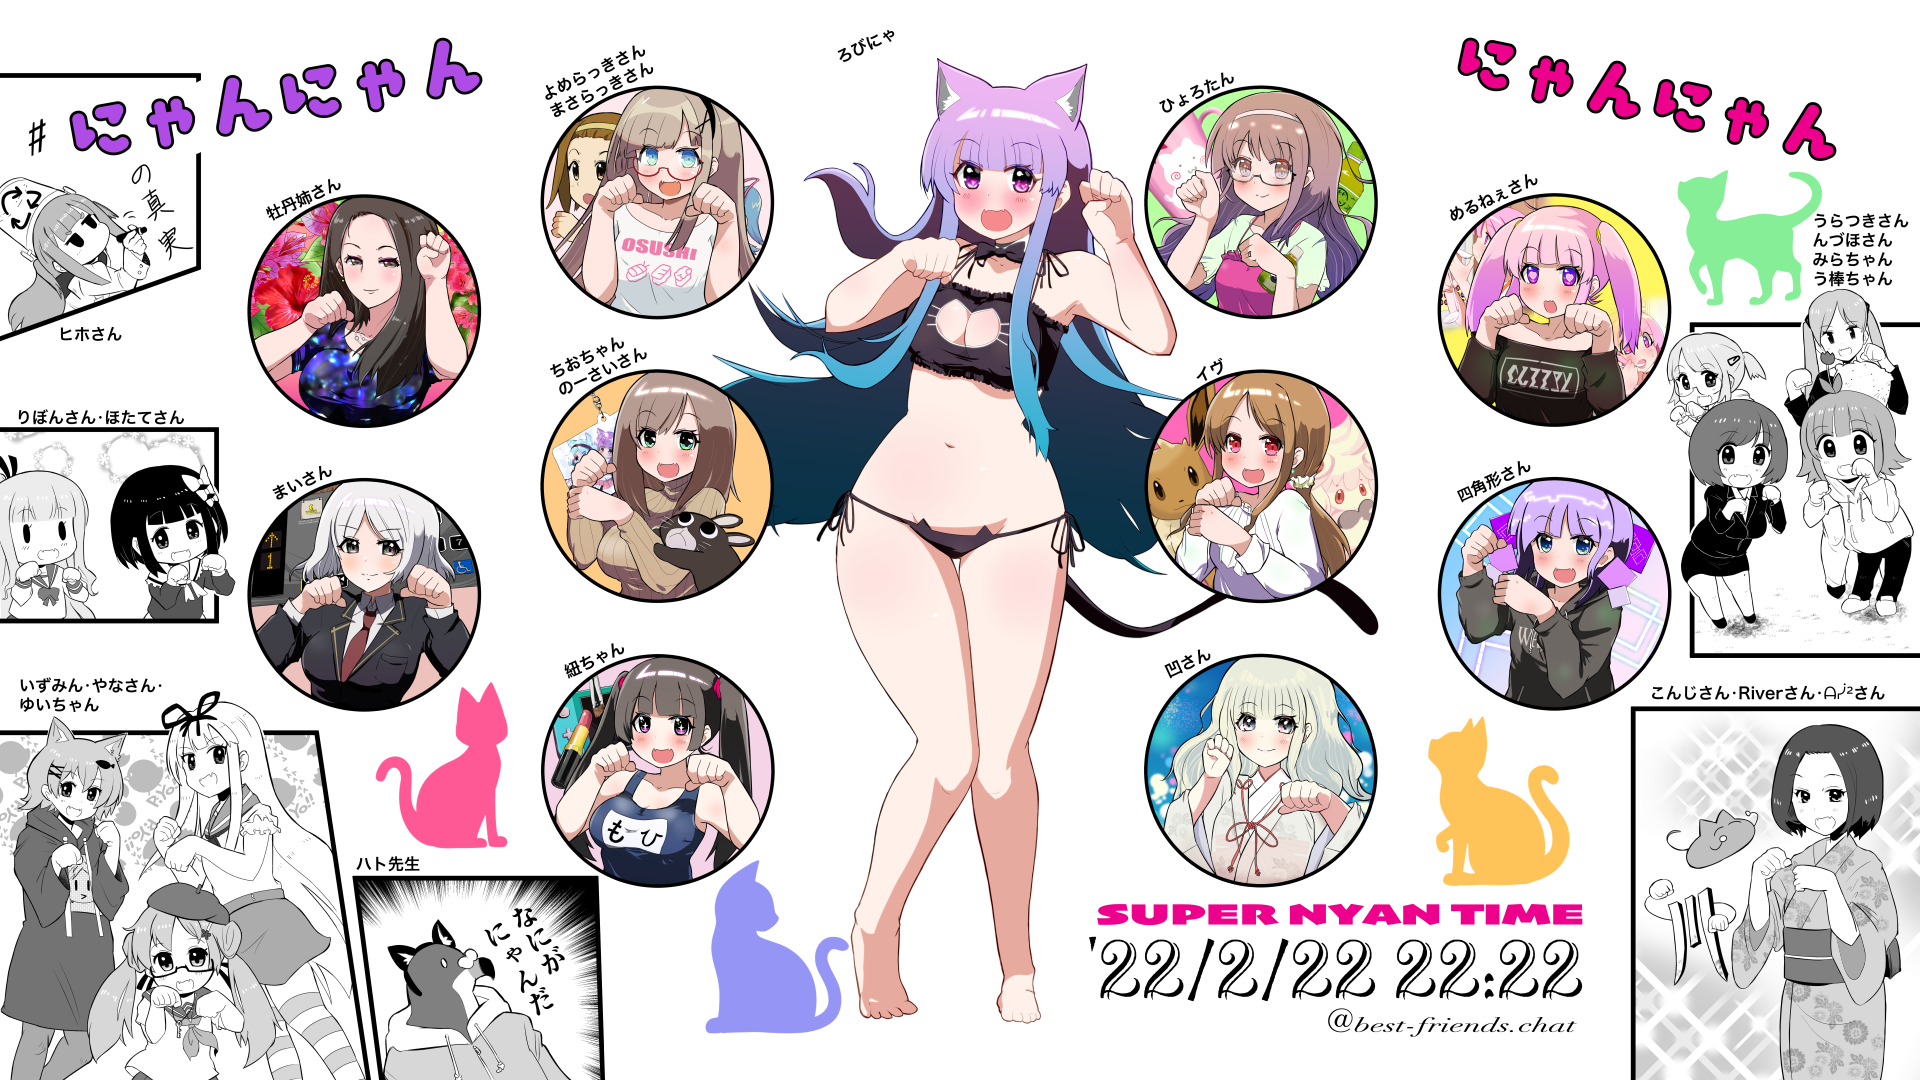 #にゃんにゃん
の真実
ヒホさん
牡丹姉さん
よめらっきさん
まさらっきさん
OSUSHI
ろびにゃ
ひょろたん
にゃんにゃん
めるねぇさん
うらつきさん
んづほさん
みらちゃん
う棒ちゃん
りぼんさん・ほたてさん
まいさん
1
7
ちおちゃん
のーさいさん
イヴ
四角形さん
いずみん・やなさん・
ゆいちゃん
紐ちゃん
もひ
凹さん
こんじさん・Riverさん・ᗩᓮ²さん
ハト先生
なにが
にゃんだ
SUPER NYAN TIME
'22/2/22 22:22
@best-friends.chat